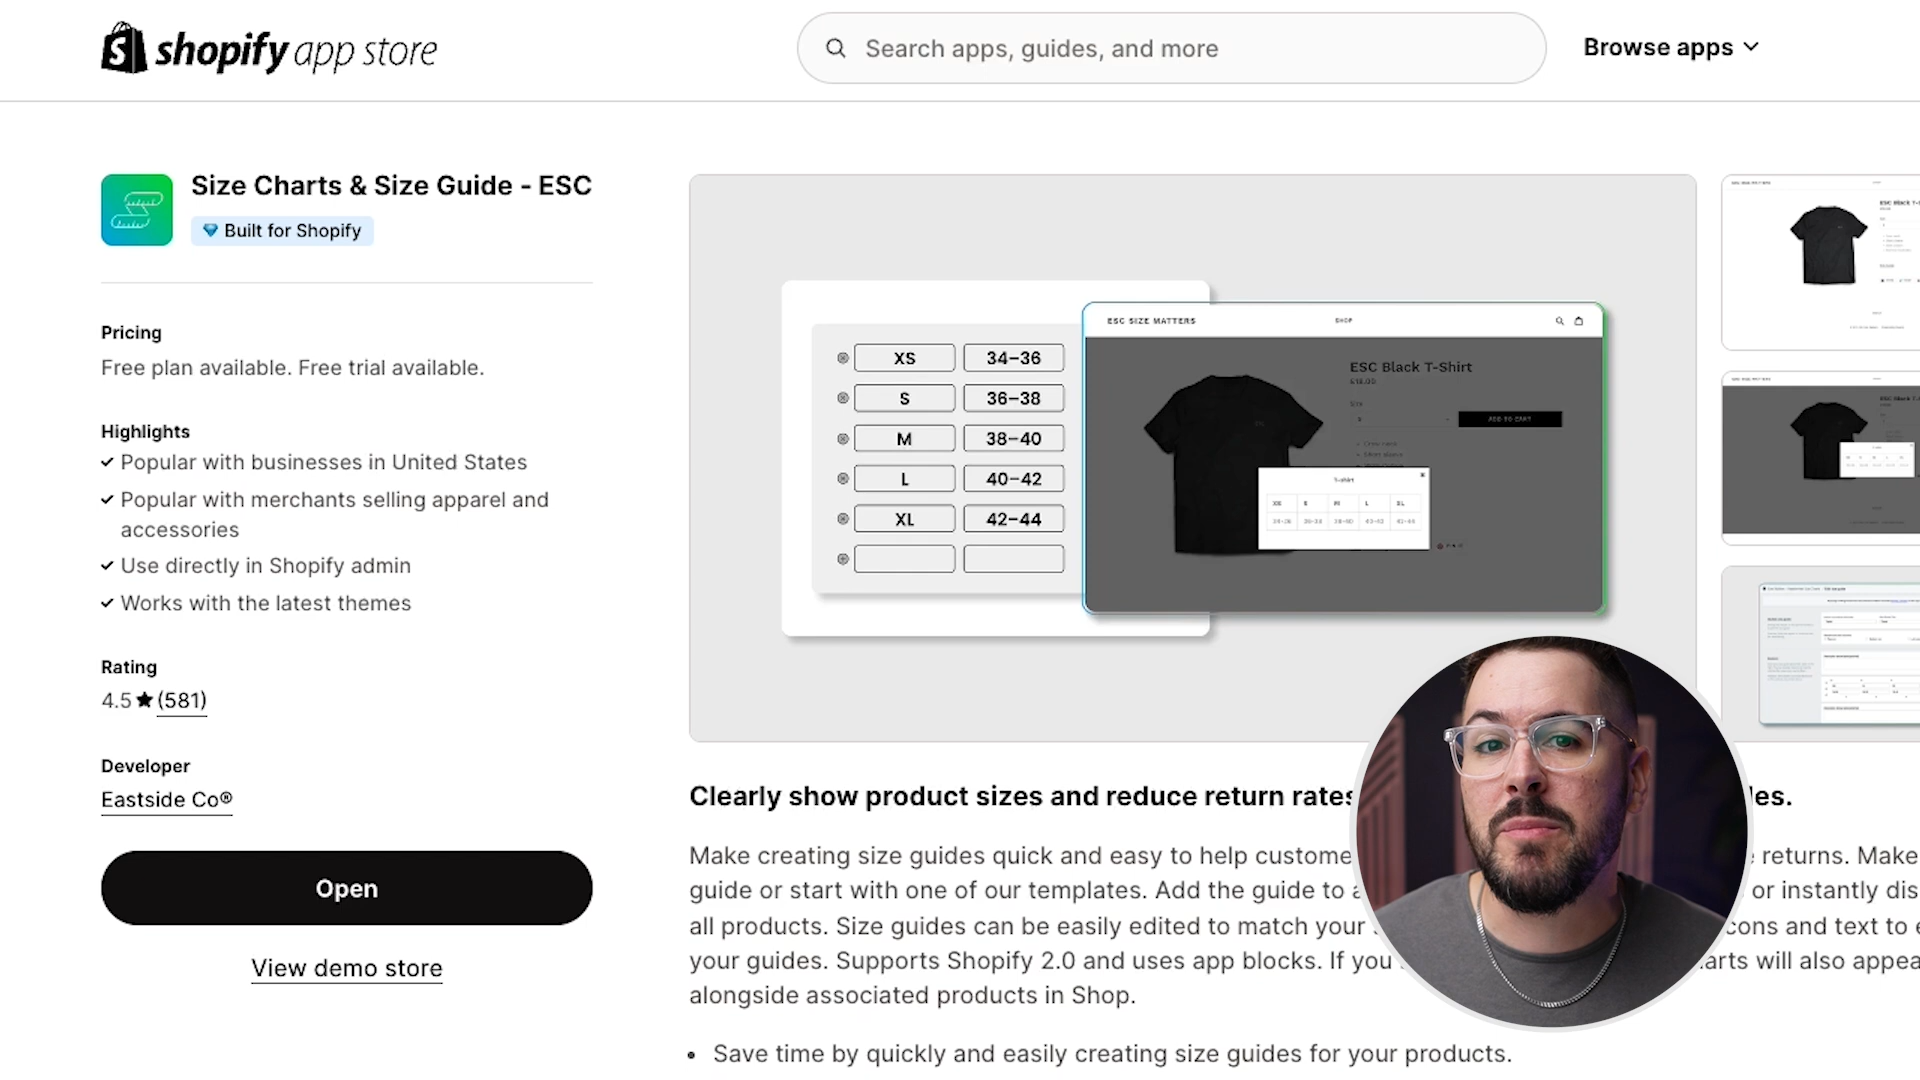 shopify app store
Search apps, guides, and more
Browse apps
Size Charts & Size Guide - ESC
Built for Shopify
Pricing
Free plan available. Free trial available.
Highlights
Popular with businesses in United States
Popular with merchants selling apparel and
accessories
Use directly in Shopify admin
Works with the latest themes
Rating
4.5 ★ (581)
Developer
Eastside Co®
Open
View demo store
XS 34–36
S 36–38
M 38–40
L 40–42
XL 42–44
ESC SIZE MATTERS
SHOP
ESC Black T-Shirt
ADD TO CART
T-shirt
XS S M L XL
Clearly show product sizes and reduce return rates
Make creating size guides quick and easy to help returns. Make
guide or start with one of our templates. Add the guide to or instantly
all products. Size guides can be easily edited to match your and text to
your guides. Supports Shopify 2.0 and uses app blocks. If you will also
alongside associated products in Shop.
• Save time by quickly and easily creating size guides for your products.